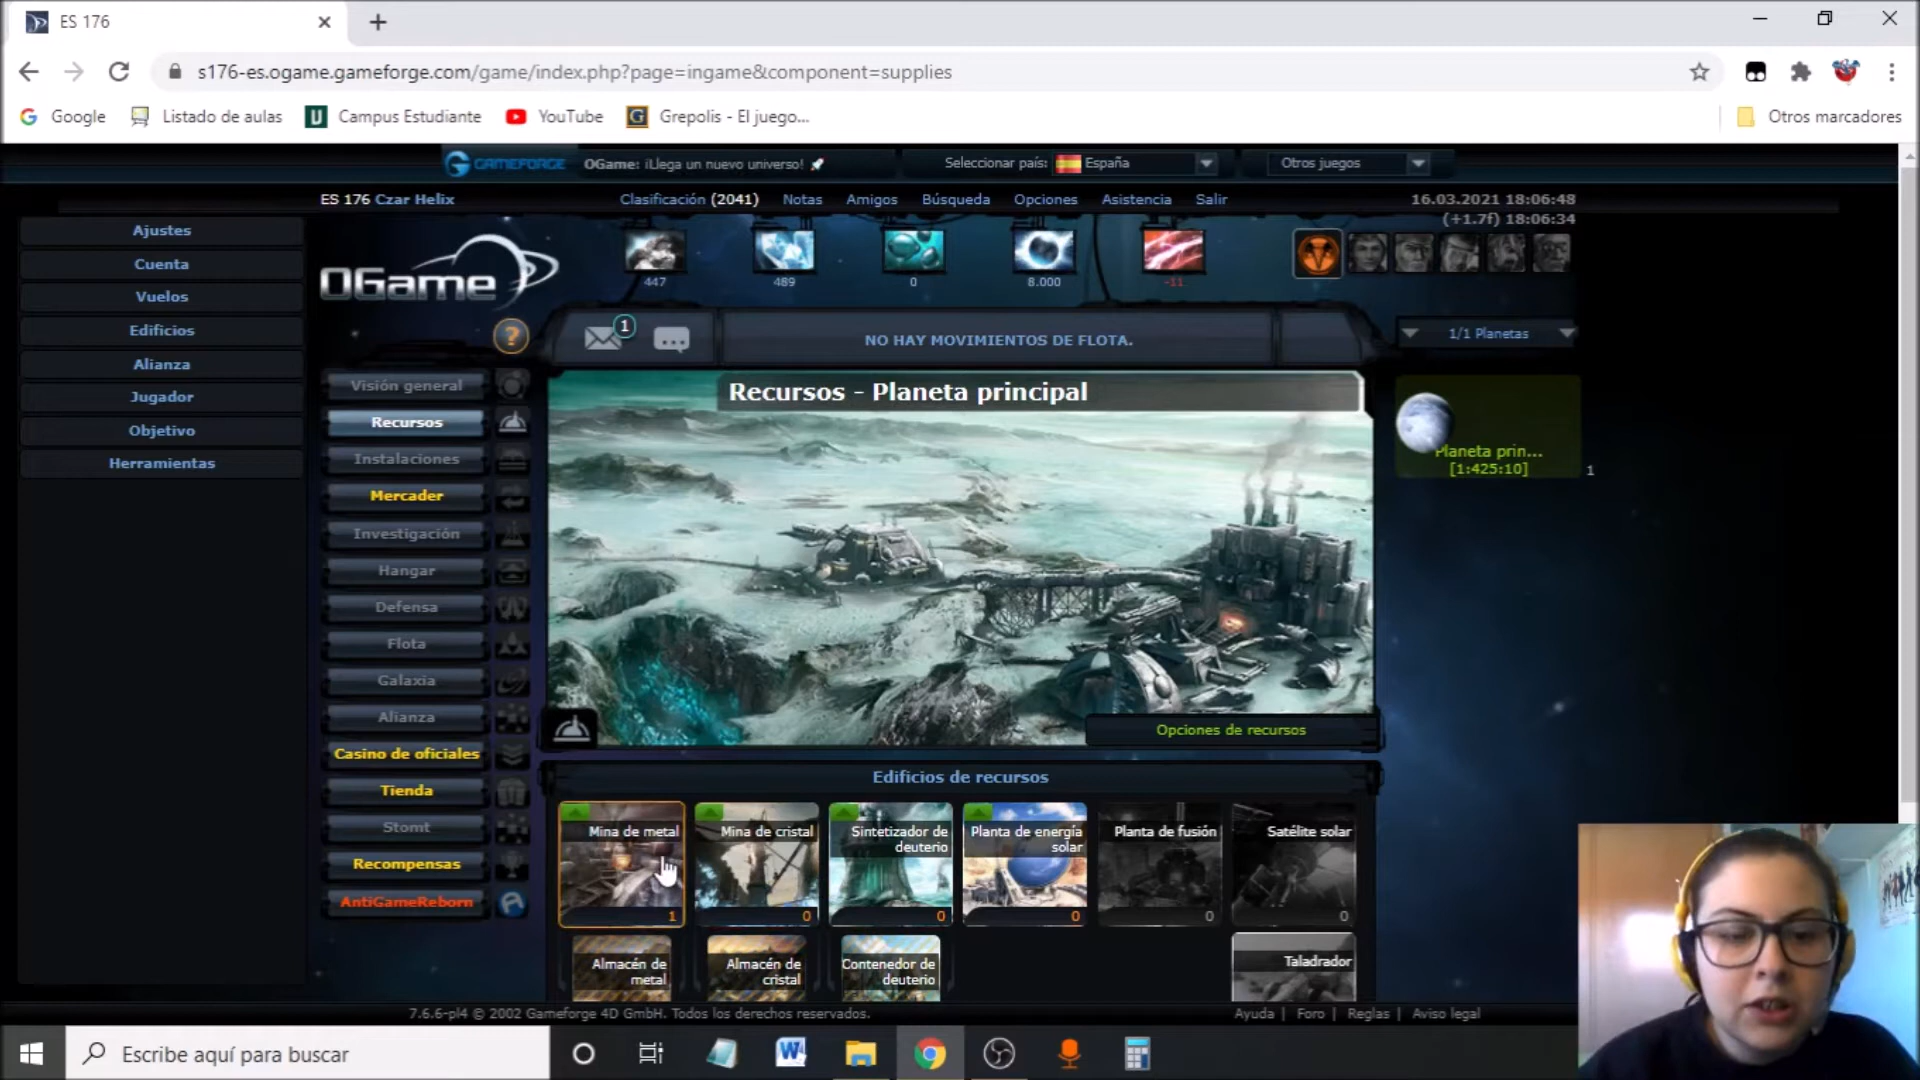 ES 176
s176-es.ogame.gameforge.com/game/index.php?page=ingame&component=supplies
Google
Listado de aulas
Campus Estudiante
YouTube
Grepolis - El juego...
Otros marcadores
GAMEFORGE
OGame: ¡Llega un nuevo universo!
Seleccionar país:
España
Otros juegos
ES 176 Czar Helix
Clasificación (2041)
Notas
Amigos
Búsqueda
Opciones
Asistencia
Salir
16.03.2021 18:06:48
(+1.7f) 18:06:34
Ajustes
Cuenta
Vuelos
Edificios
Alianza
Jugador
Objetivo
Herramientas
OGame
447
489
0
8.000
-11
?
1
...
NO HAY MOVIMIENTOS DE FLOTA.
1/1 Planetas
Visión general
Recursos
Instalaciones
Mercader
Investigación
Hangar
Defensa
Flota
Galaxia
Alianza
Casino de oficiales
Tienda
Stomt
Recompensas
AntiGameReborn
Recursos - Planeta principal
Planeta prin...
[1:425:10]
1
Opciones de recursos
Edificios de recursos
Mina de metal
1
Mina de cristal
0
Sintetizador de
deuterio
0
Planta de energía
solar
0
Planta de fusión
0
Satélite solar
0
Almacén de
metal
Almacén de
cristal
Contenedor de
deuterio
Taladrador
7.6.6-pl4 © 2002 Gameforge 4D GmbH. Todos los derechos reservados.
Ayuda |
Foro |
Reglas |
Aviso legal
Escribe aquí para buscar